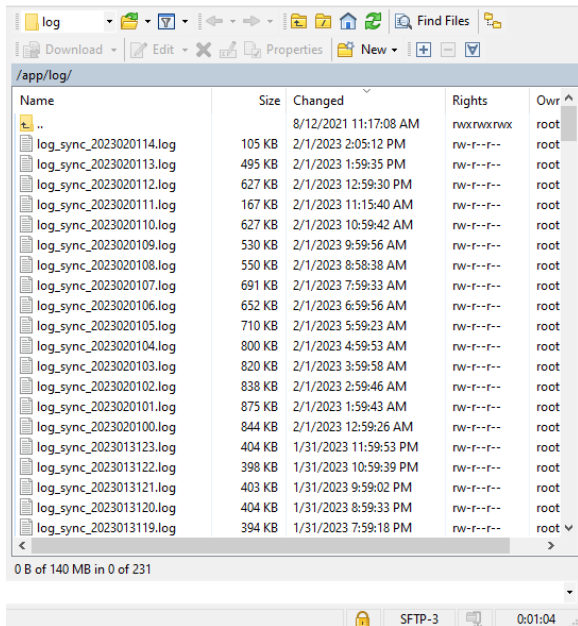 log Find Files
Download Edit Properties New
/app/log/
Name Size Changed Rights Owr
.. 8/12/2021 11:17:08 AM rwxrwxrwx root
log_sync_2023020114.log 105 KB 2/1/2023 2:05:12 PM rw-r--r-- root
log_sync_2023020113.log 495 KB 2/1/2023 1:59:35 PM rw-r--r-- root
log_sync_2023020112.log 627 KB 2/1/2023 12:59:30 PM rw-r--r-- root
log_sync_2023020111.log 167 KB 2/1/2023 11:15:40 AM rw-r--r-- root
log_sync_2023020110.log 627 KB 2/1/2023 10:59:42 AM rw-r--r-- root
log_sync_2023020109.log 530 KB 2/1/2023 9:59:56 AM rw-r--r-- root
log_sync_2023020108.log 550 KB 2/1/2023 8:58:38 AM rw-r--r-- root
log_sync_2023020107.log 691 KB 2/1/2023 7:59:33 AM rw-r--r-- root
log_sync_2023020106.log 652 KB 2/1/2023 6:59:56 AM rw-r--r-- root
log_sync_2023020105.log 710 KB 2/1/2023 5:59:23 AM rw-r--r-- root
log_sync_2023020104.log 800 KB 2/1/2023 4:59:53 AM rw-r--r-- root
log_sync_2023020103.log 820 KB 2/1/2023 3:59:58 AM rw-r--r-- root
log_sync_2023020102.log 838 KB 2/1/2023 2:59:46 AM rw-r--r-- root
log_sync_2023020101.log 875 KB 2/1/2023 1:59:43 AM rw-r--r-- root
log_sync_2023020100.log 844 KB 2/1/2023 12:59:26 AM rw-r--r-- root
log_sync_2023013123.log 404 KB 1/31/2023 11:59:53 PM rw-r--r-- root
log_sync_2023013122.log 398 KB 1/31/2023 10:59:39 PM rw-r--r-- root
log_sync_2023013121.log 403 KB 1/31/2023 9:59:02 PM rw-r--r-- root
log_sync_2023013120.log 404 KB 1/31/2023 8:59:33 PM rw-r--r-- root
log_sync_2023013119.log 394 KB 1/31/2023 7:59:18 PM rw-r--r-- root
0 B of 140 MB in 0 of 231
SFTP-3 0:01:04